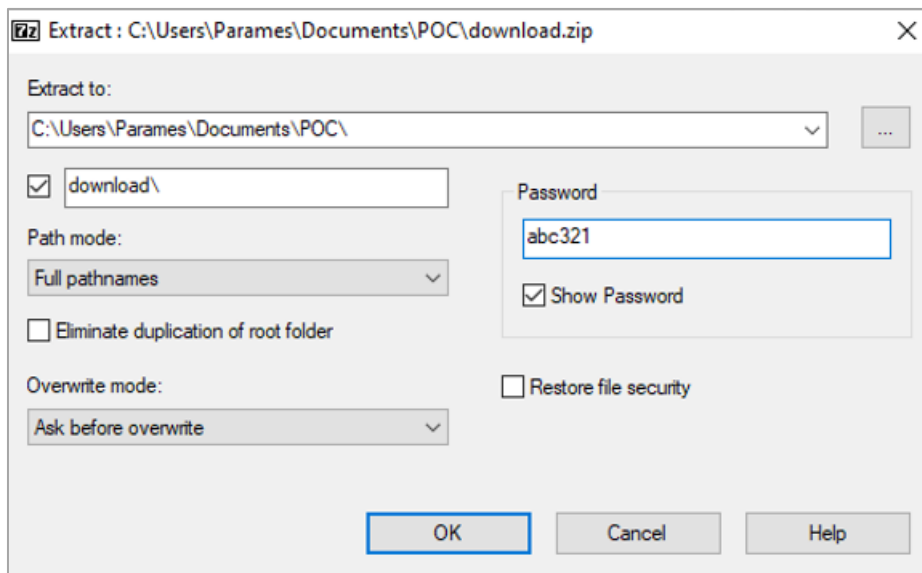 7z Extract : C:\Users\Parames\Documents\POC\download.zip
Extract to:
C:\Users\Parames\Documents\POC\
...
download\
Password
abc321
Path mode:
Full pathnames
Show Password
Eliminate duplication of root folder
Overwrite mode:
Restore file security
Ask before overwrite
OK Cancel Help